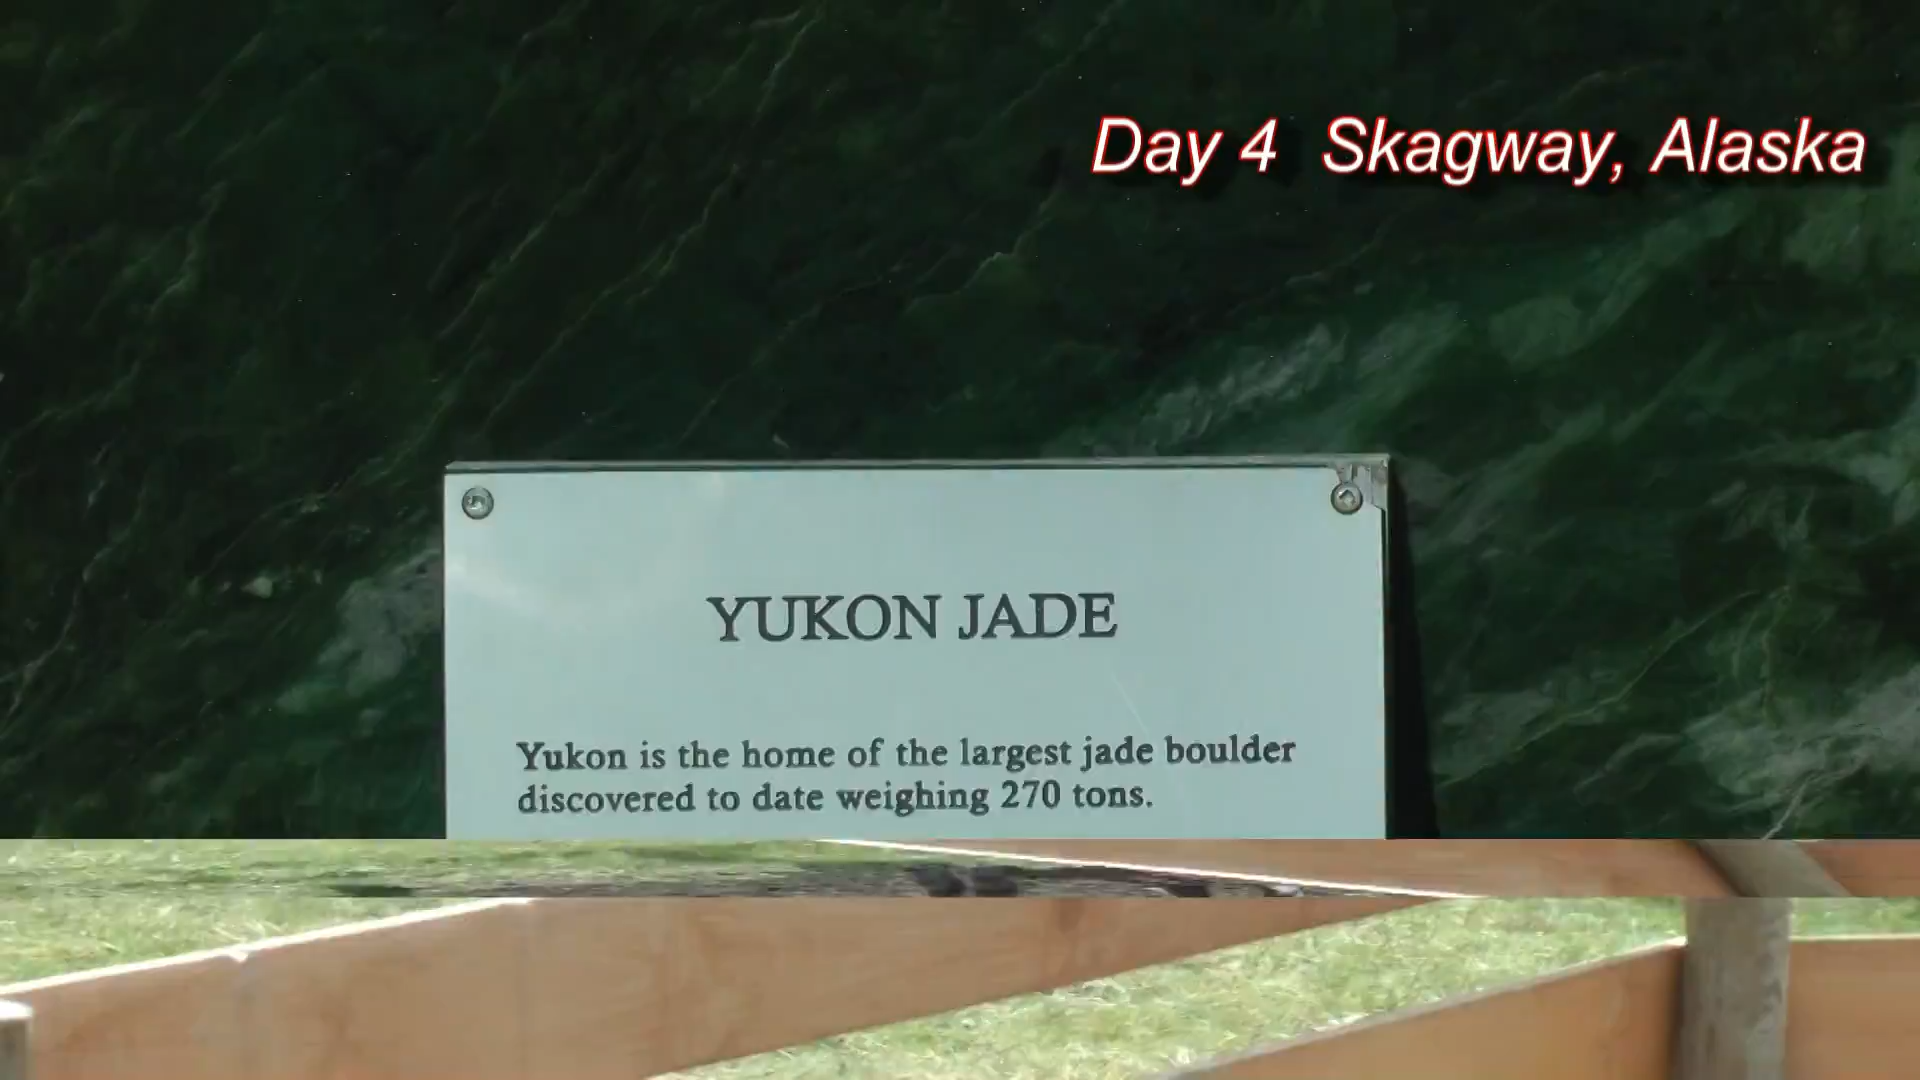 Day 4 Skagway, Alaska
YUKON JADE
Yukon is the home of the largest jade boulder
discovered to date weighing 270 tons.